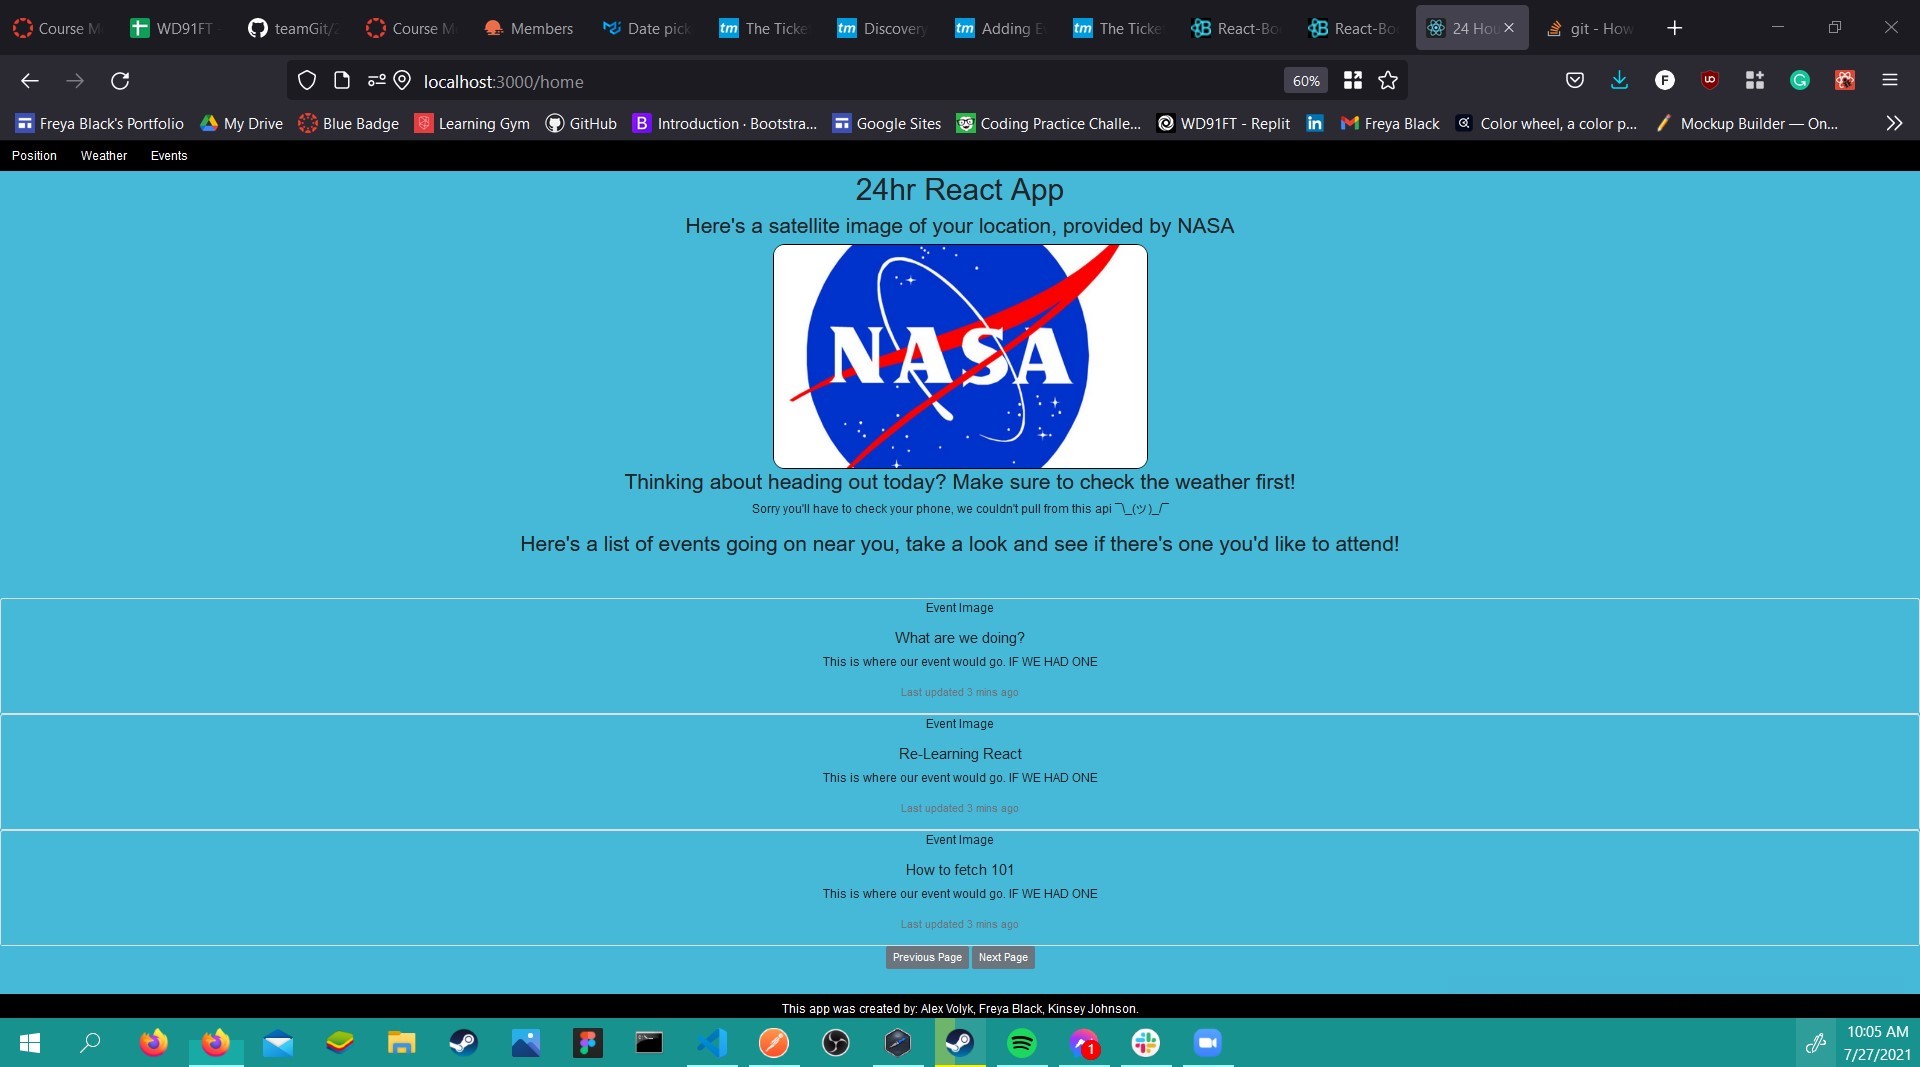 Course M
WD91FT -
teamGit/2
Course M
Members
Date pick
tm The Ticke
tm Discovery
tm Adding E
tm The Ticke
React-Bo
React-Boo
24 Hou
git - How
localhost:3000/home
60%
F
Freya Black's Portfolio
My Drive
Blue Badge
Learning Gym
GitHub
B Introduction · Bootstra...
Google Sites
Coding Practice Challe...
WD91FT - Replit
in
Freya Black
Color wheel, a color p...
Mockup Builder — On...
Position Weather Events
24hr React App
Here's a satellite image of your location, provided by NASA
NASA
Thinking about heading out today? Make sure to check the weather first!
Sorry you'll have to check your phone, we couldn't pull from this api ¯\_(ツ)_/¯
Here's a list of events going on near you, take a look and see if there's one you'd like to attend!
Event Image
What are we doing?
This is where our event would go. IF WE HAD ONE
Last updated 3 mins ago
Event Image
Re-Learning React
This is where our event would go. IF WE HAD ONE
Last updated 3 mins ago
Event Image
How to fetch 101
This is where our event would go. IF WE HAD ONE
Last updated 3 mins ago
Previous Page Next Page
This app was created by: Alex Volyk, Freya Black, Kinsey Johnson.
1
10:05 AM
7/27/2021